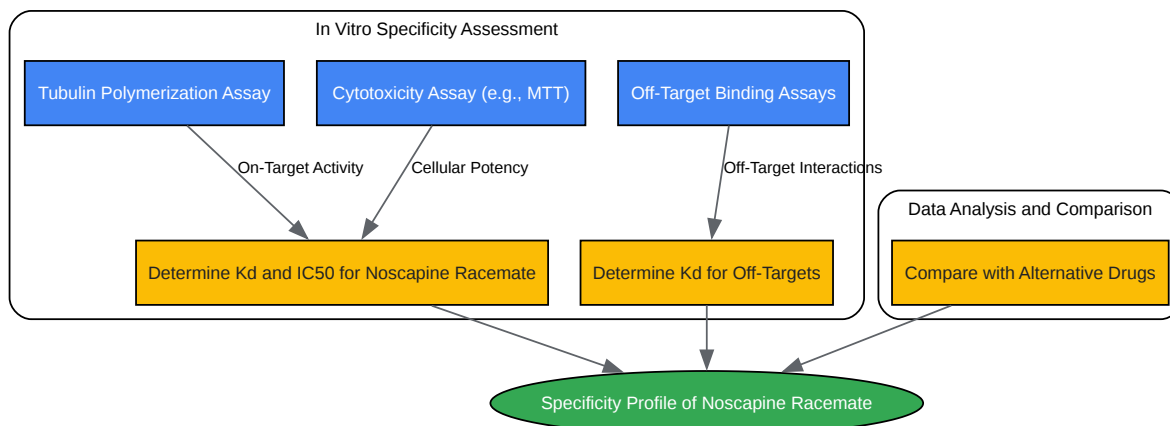 In Vitro Specificity Assessment
Tubulin Polymerization Assay
Cytotoxicity Assay (e.g., MTT)
Off-Target Binding Assays
On-Target Activity
Cellular Potency
Off-Target Interactions
Data Analysis and Comparison
Determine Kd and IC50 for Noscapine Racemate
Determine Kd for Off-Targets
Compare with Alternative Drugs
Specificity Profile of Noscapine Racemate